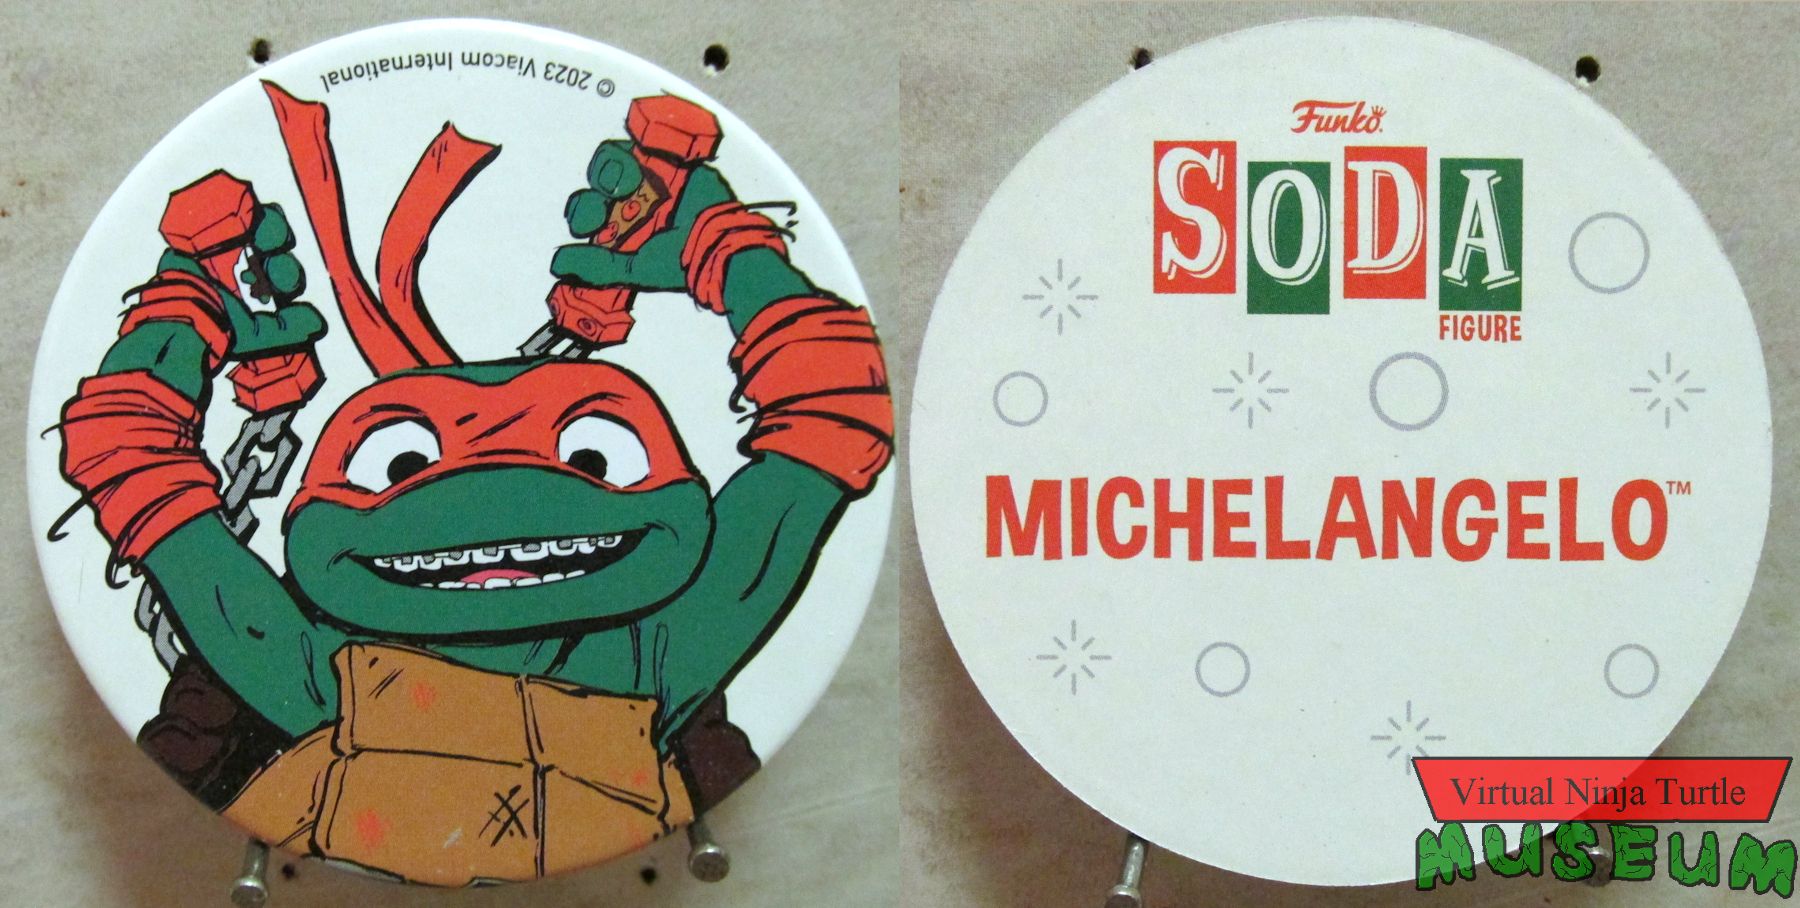 © 2023 Viacom International
Funko.
SODA
FIGURE
MICHELANGELO™
Virtual Ninja Turtle
MUSEUM